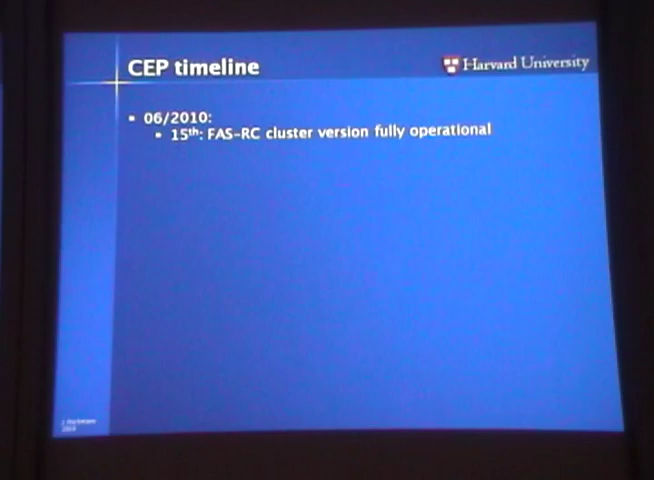 CEP timeline
Harvard University
▪ 06/2010:
▪ 15th: FAS-RC cluster version fully operational